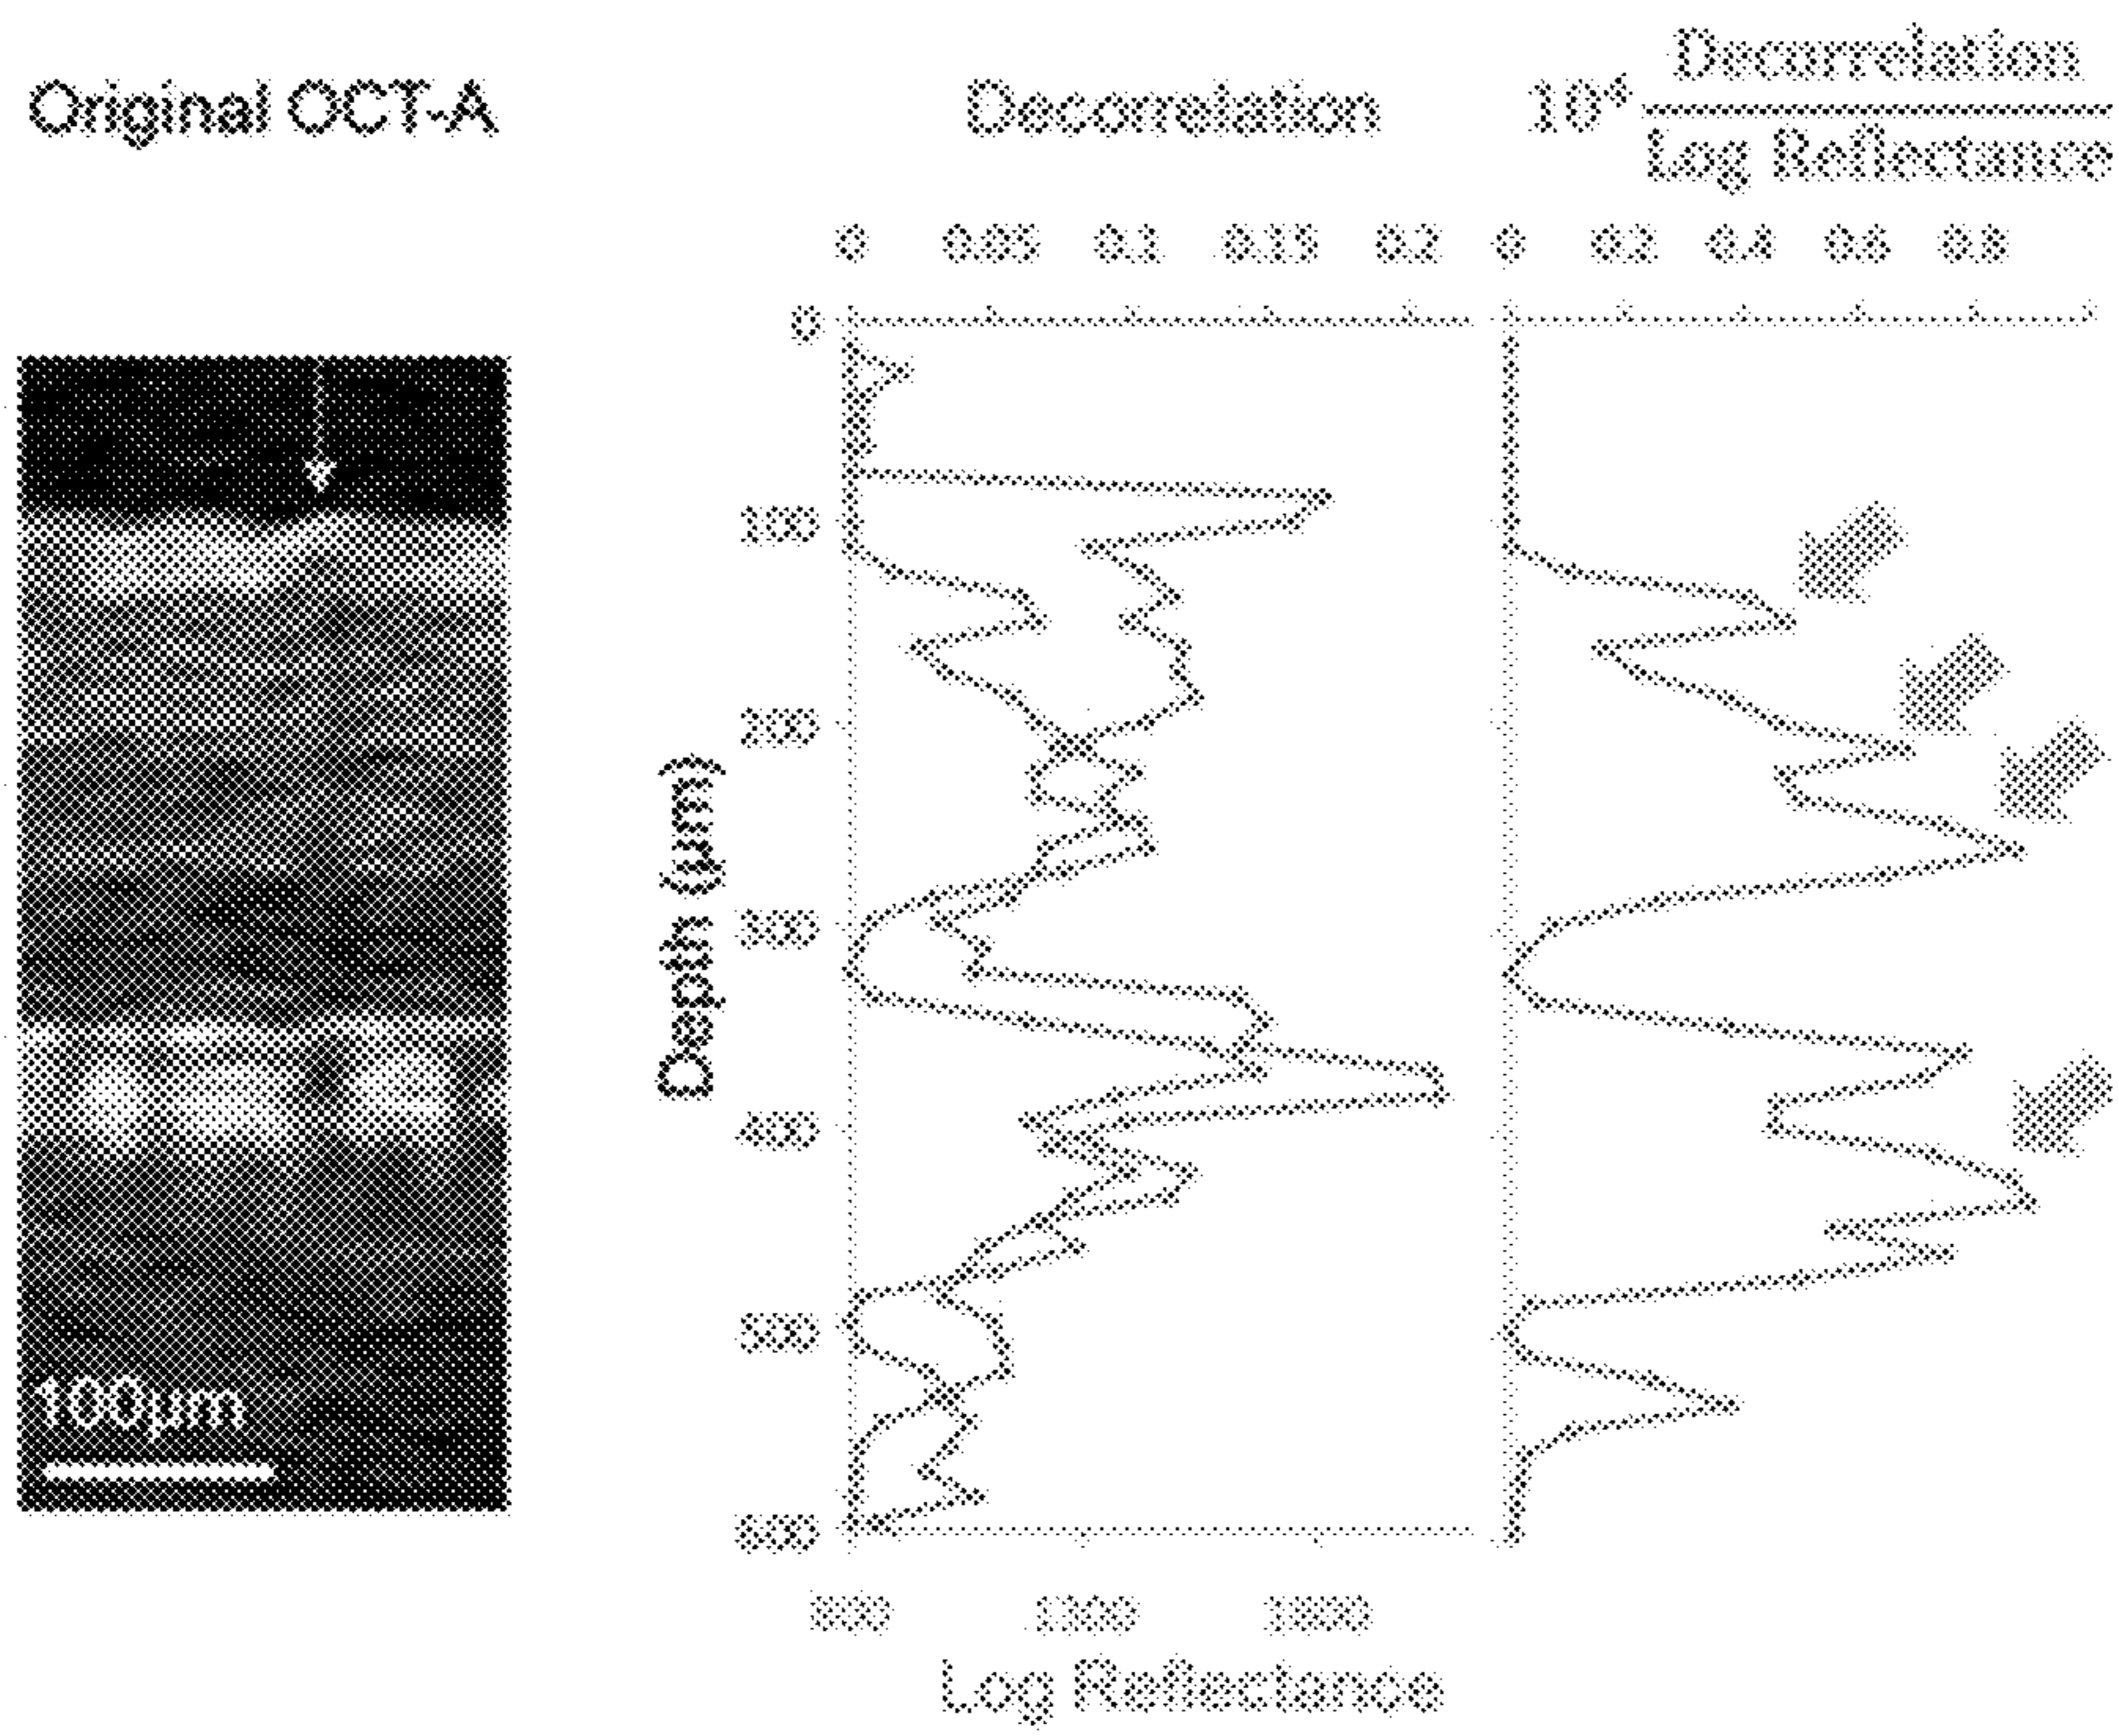 Original OCT-A
100μm
Decorrelation
0 0.05 0.1 0.15 0.2
Depth (μm)
0
100
200
300
400
500
600
1300
Log Reflectance
10⁴ Decorrelation
Log Reflectance
0 0.2 0.4 0.6 0.8